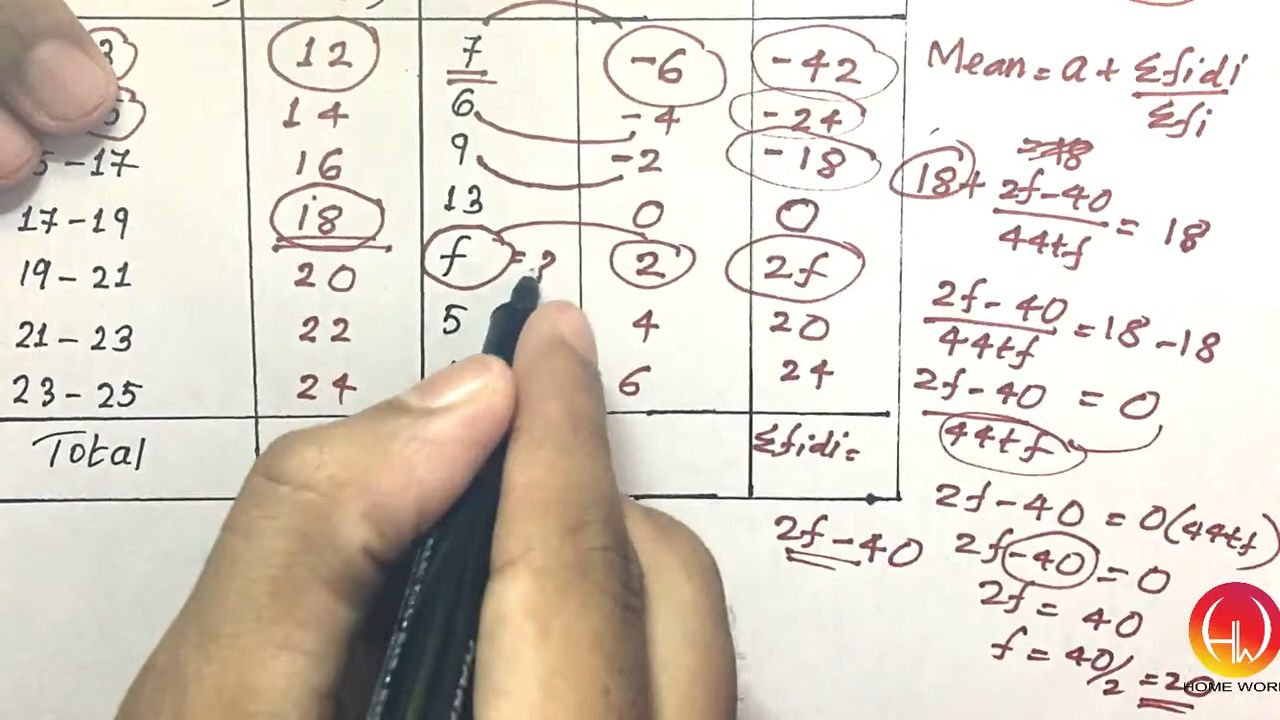 12 7 -6 -42
14 6 -4 -24
5-17 16 9 -2 -18
17-19 18 13 0 0
19-21 20 f = ? 2 2f
21-23 22 5 4 20
23-25 24 6 24
Total Σfidi=
2f-40
Mean = a + Σfidi
Σfi
18+ 2f-40 = 18
44+f
2f-40 = 18-18
44+f
2f-40 = 0
44+f
2f-40 = 0(44+f)
2f-40 = 0
2f = 40
f = 40/2 = 20
HOME WORK